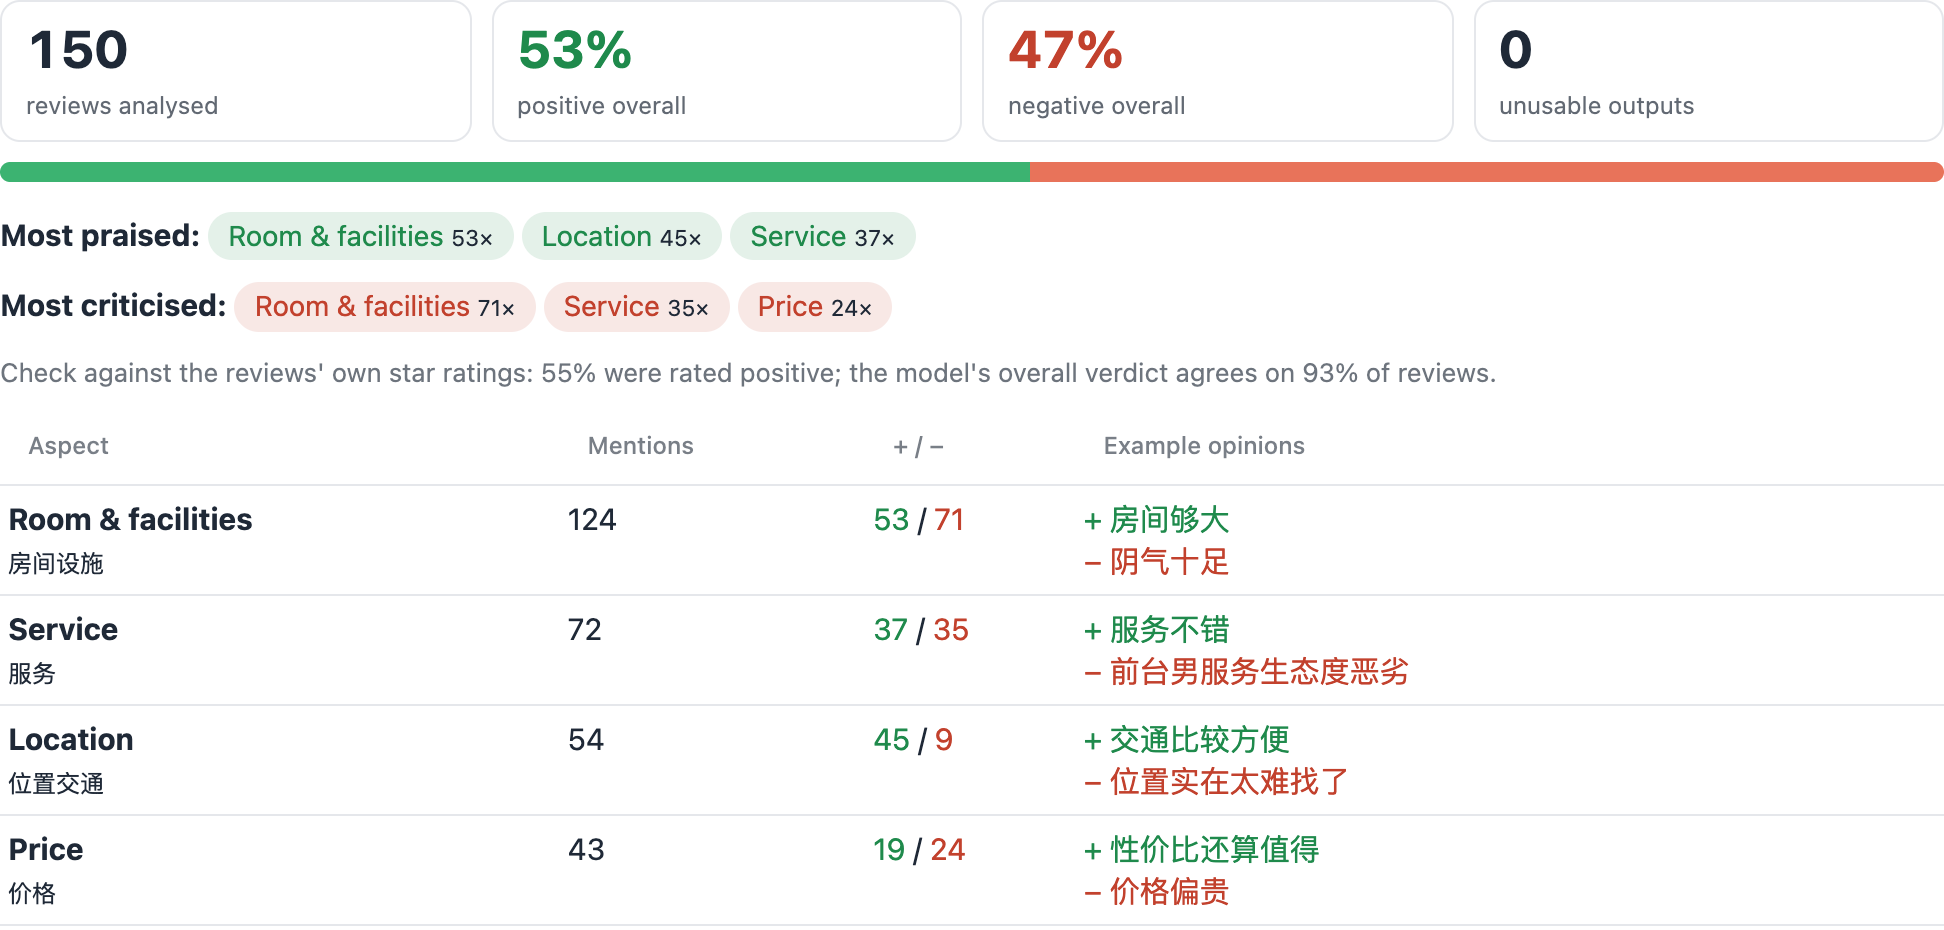 150
reviews analysed
53%
positive overall
47%
negative overall
0
unusable outputs
Most praised: Room & facilities 53× Location 45× Service 37×
Most criticised: Room & facilities 71× Service 35× Price 24×
Check against the reviews' own star ratings: 55% were rated positive; the model's overall verdict agrees on 93% of reviews.
Aspect Mentions + / – Example opinions
Room & facilities 124 53 / 71 + 房间够大
房间设施 – 阴气十足
Service 72 37 / 35 + 服务不错
服务 – 前台男服务生态度恶劣
Location 54 45 / 9 + 交通比较方便
位置交通 – 位置实在太难找了
Price 43 19 / 24 + 性价比还算值得
价格 – 价格偏贵